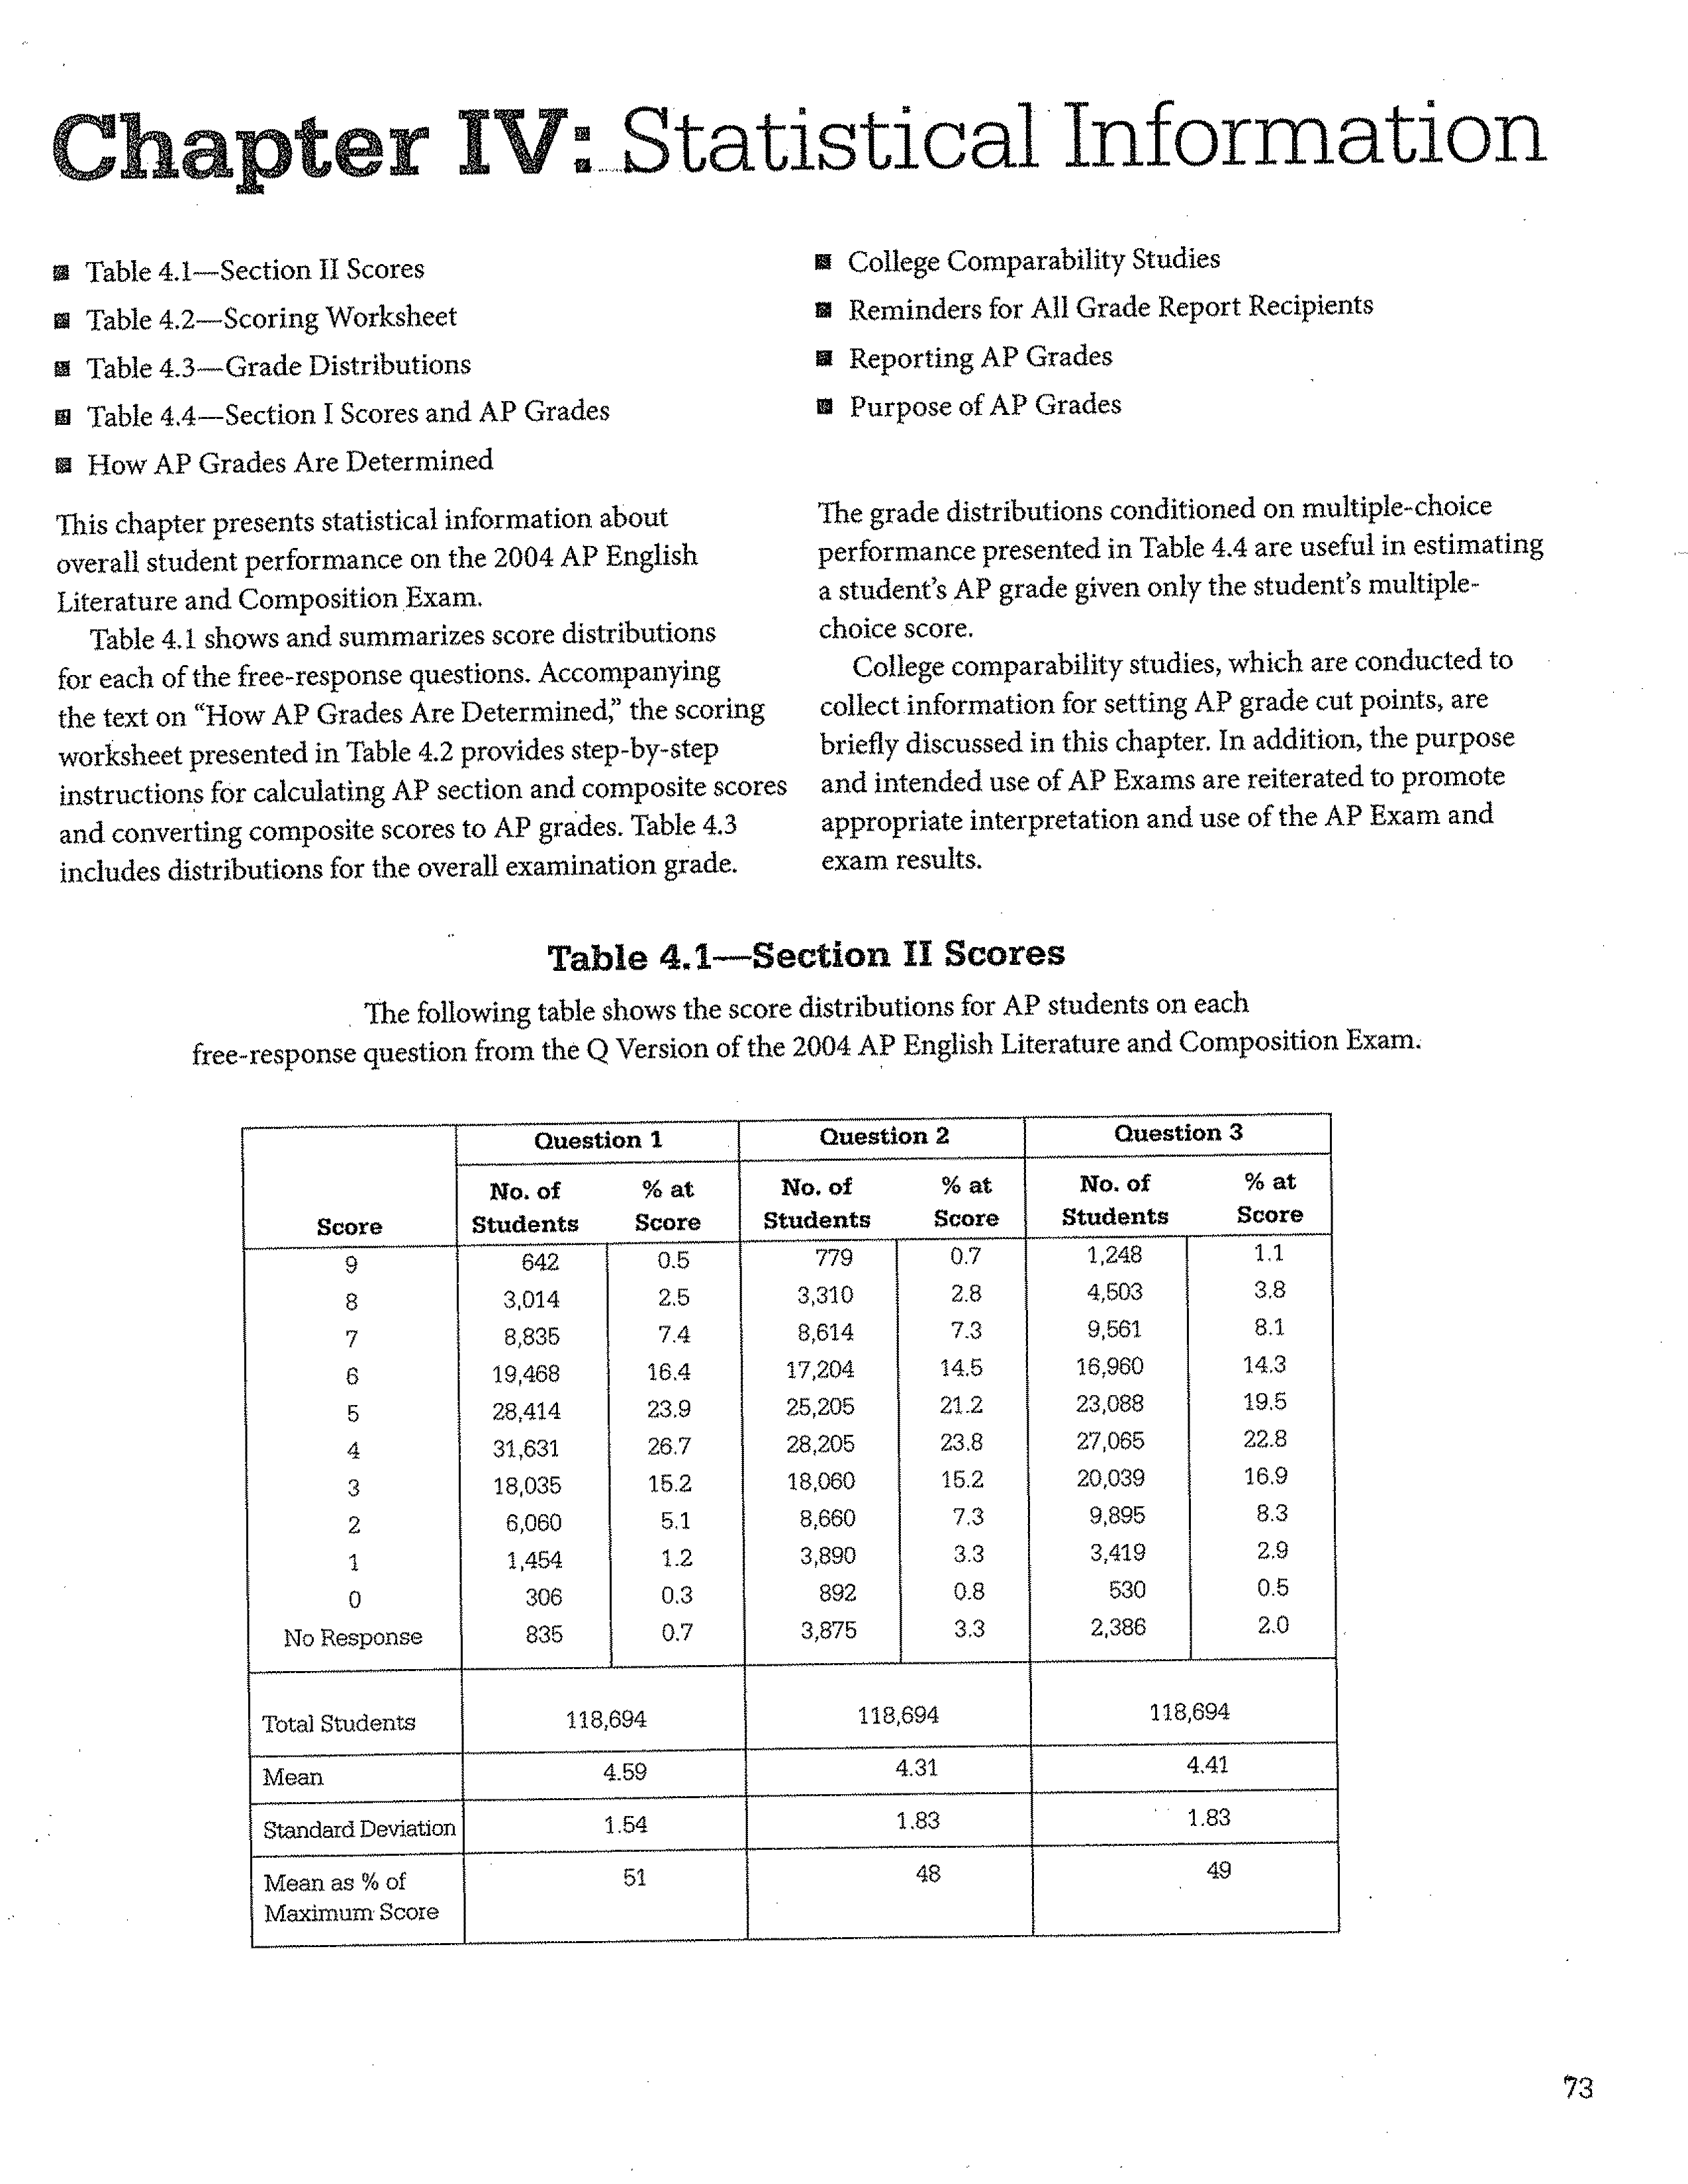 Chapter IV: Statistical Information
■ Table 4.1—Section II Scores
■ Table 4.2—Scoring Worksheet
■ Table 4.3—Grade Distributions
■ Table 4.4—Section I Scores and AP Grades
■ How AP Grades Are Determined
■ College Comparability Studies
■ Reminders for All Grade Report Recipients
■ Reporting AP Grades
■ Purpose of AP Grades
This chapter presents statistical information about
overall student performance on the 2004 AP English
Literature and Composition Exam.
Table 4.1 shows and summarizes score distributions
for each of the free-response questions. Accompanying
the text on “How AP Grades Are Determined,” the scoring
worksheet presented in Table 4.2 provides step-by-step
instructions for calculating AP section and composite scores
and converting composite scores to AP grades. Table 4.3
includes distributions for the overall examination grade.
The grade distributions conditioned on multiple-choice
performance presented in Table 4.4 are useful in estimating
a student’s AP grade given only the student’s multiple-
choice score.
College comparability studies, which are conducted to
collect information for setting AP grade cut points, are
briefly discussed in this chapter. In addition, the purpose
and intended use of AP Exams are reiterated to promote
appropriate interpretation and use of the AP Exam and
exam results.
Table 4.1—Section II Scores
The following table shows the score distributions for AP students on each
free-response question from the Q Version of the 2004 AP English Literature and Composition Exam.
Question 1 Question 2 Question 3
No. of % at No. of % at No. of % at
Score Students Score Students Score Students Score
9 642 0.5 779 0.7 1,248 1.1
8 3,014 2.5 3,310 2.8 4,503 3.8
7 8,835 7.4 8,614 7.3 9,561 8.1
6 19,468 16.4 17,204 14.5 16,960 14.3
5 28,414 23.9 25,205 21.2 23,088 19.5
4 31,631 26.7 28,205 23.8 27,065 22.8
3 18,035 15.2 18,060 15.2 20,039 16.9
2 6,060 5.1 8,660 7.3 9,895 8.3
1 1,454 1.2 3,890 3.3 3,419 2.9
0 306 0.3 892 0.8 530 0.5
No Response 835 0.7 3,875 3.3 2,386 2.0
Total Students 118,694 118,694 118,694
Mean 4.59 4.31 4.41
Standard Deviation 1.54 1.83 1.83
Mean as % of 51 48 49
Maximum Score
73